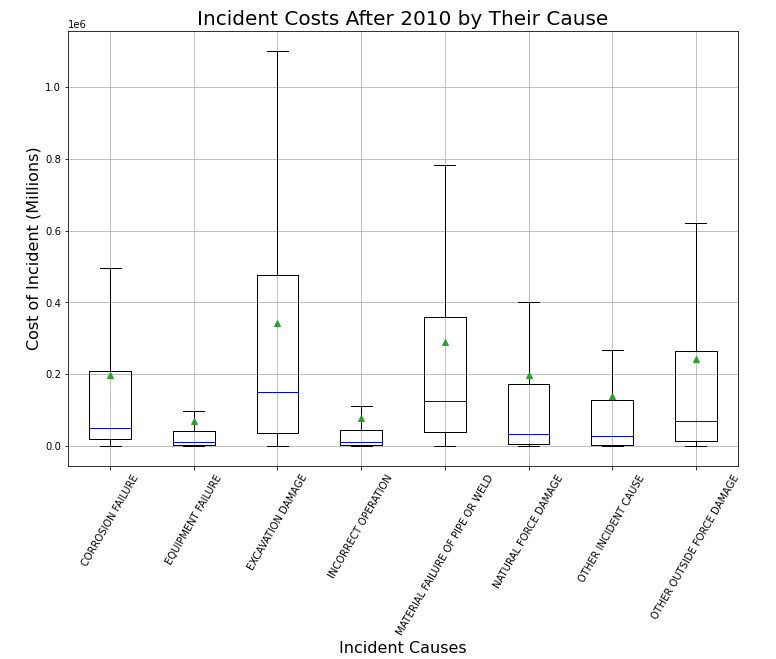 Incident Costs After 2010 by Their Cause
1e6
Cost of Incident (Millions)
1.0
0.8
0.6
0.4
0.2
0.0
CORROSION FAILURE
EQUIPMENT FAILURE
EXCAVATION DAMAGE
INCORRECT OPERATION
MATERIAL FAILURE OF PIPE OR WELD
NATURAL FORCE DAMAGE
OTHER INCIDENT CAUSE
OTHER OUTSIDE FORCE DAMAGE
Incident Causes